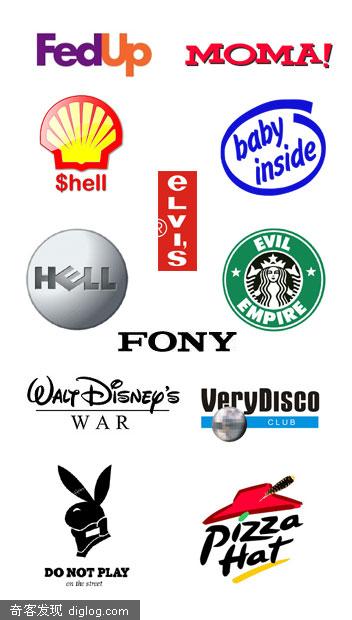 FedUp
MOMA!
$hell
baby
inside
eLVI,S
®
HELL
EVIL
EMPIRE
FONY
WALT DISNEY'S
WAR
VeryDisco
CLUB
DO NOT PLAY
on the street
Pizza
Hat
奇客发现 diglog.com